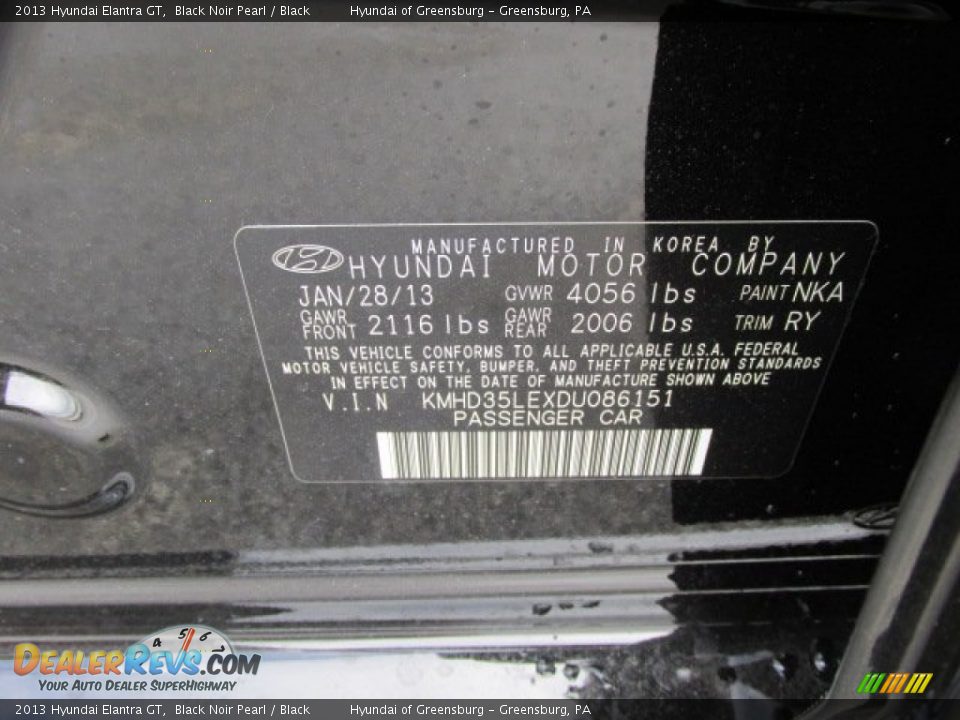 2013 Hyundai Elantra GT, Black Noir Pearl / Black Hyundai of Greensburg - Greensburg, PA
MANUFACTURED IN KOREA BY
HYUNDAI MOTOR COMPANY
JAN/28/13 GVWR 4056 lbs PAINT NKA
GAWR FRONT 2116 lbs GAWR REAR 2006 lbs TRIM RY
THIS VEHICLE CONFORMS TO ALL APPLICABLE U.S.A. FEDERAL
MOTOR VEHICLE SAFETY, BUMPER, AND THEFT PREVENTION STANDARDS
IN EFFECT ON THE DATE OF MANUFACTURE SHOWN ABOVE
V.I.N KMHD35LEXDU086151
PASSENGER CAR
4 5 6
DEALERREVS.COM
YOUR AUTO DEALER SUPERHIGHWAY
2013 Hyundai Elantra GT, Black Noir Pearl / Black Hyundai of Greensburg - Greensburg, PA